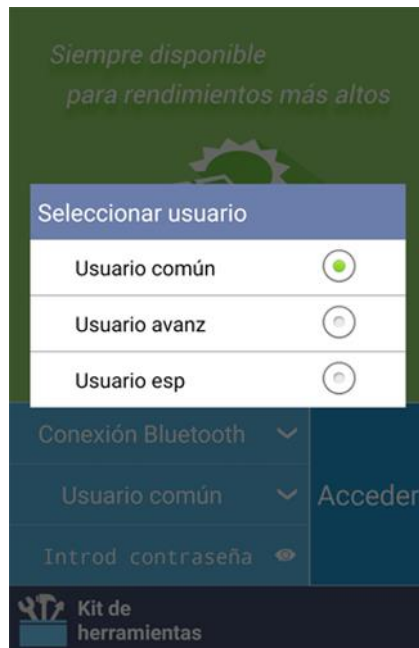 Siempre disponible
para rendimientos más altos
Seleccionar usuario
Usuario común
Usuario avanz
Usuario esp
Conexión Bluetooth
Usuario común
Acceder
Introd contraseña
Kit de
herramientas